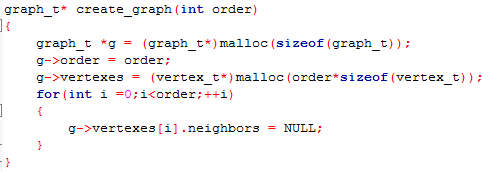 graph_t* create_graph(int order)
{
    graph_t *g = (graph_t*)malloc(sizeof(graph_t));
    g->order = order;
    g->vertexes = (vertex_t*)malloc(order*sizeof(vertex_t));
    for(int i =0;i<order;++i)
    {
        g->vertexes[i].neighbors = NULL;
    }
}